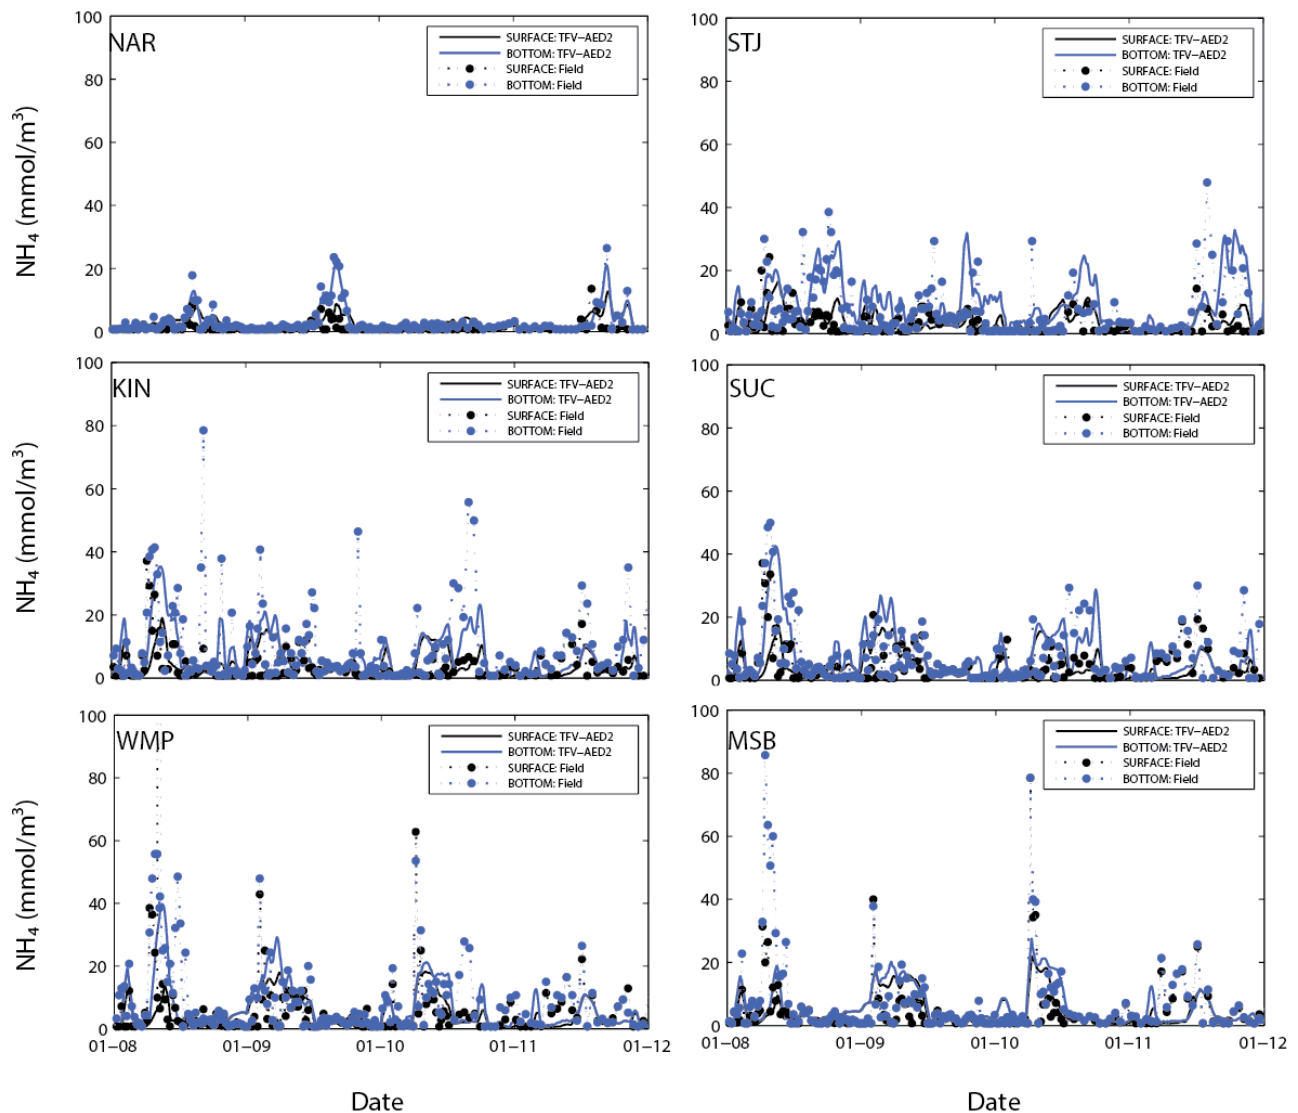 NAR
SURFACE: TFV-AED2
BOTTOM: TFV-AED2
SURFACE: Field
BOTTOM: Field
100
80
60
40
20
0
NH4 (mmol/m³)
STJ
SURFACE: TFV-AED2
BOTTOM: TFV-AED2
SURFACE: Field
BOTTOM: Field
100
80
60
40
20
0
KIN
SURFACE: TFV-AED2
BOTTOM: TFV-AED2
SURFACE: Field
BOTTOM: Field
100
80
60
40
20
0
NH4 (mmol/m³)
SUC
SURFACE: TFV-AED2
BOTTOM: TFV-AED2
SURFACE: Field
BOTTOM: Field
100
80
60
40
20
0
WMP
SURFACE: TFV-AED2
BOTTOM: TFV-AED2
SURFACE: Field
BOTTOM: Field
100
80
60
40
20
0
NH4 (mmol/m³)
01-08 01-09 01-10 01-11 01-12
Date
MSB
SURFACE: TFV-AED2
BOTTOM: TFV-AED2
SURFACE: Field
BOTTOM: Field
100
80
60
40
20
0
01-08 01-09 01-10 01-11 01-12
Date